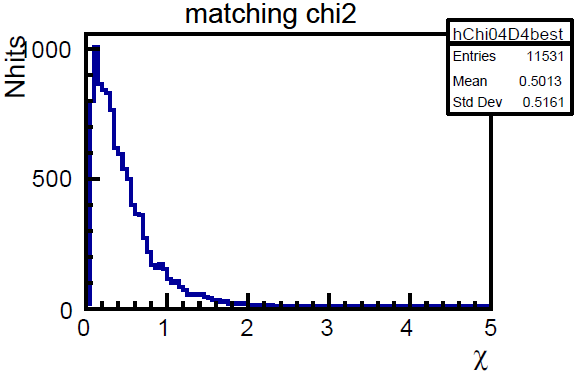 matching chi2
Nhits
hChi04D4best
Entries 11531
Mean 0.5013
Std Dev 0.5161
1000
500
0
0 1 2 3 4 5
χ